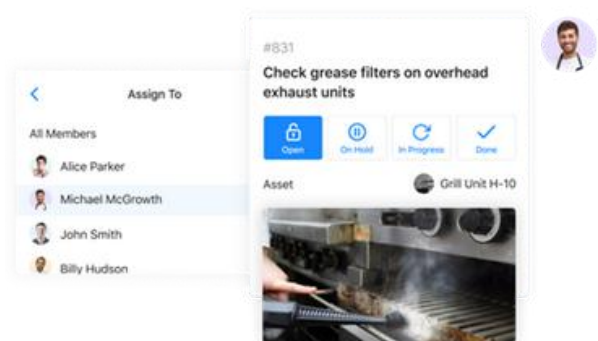 #831
Check grease filters on overhead
exhaust units
Open
On Hold
In Progress
Done
Asset
Grill Unit H-10
Assign To
All Members
Alice Parker
Michael McGrowth
John Smith
Billy Hudson